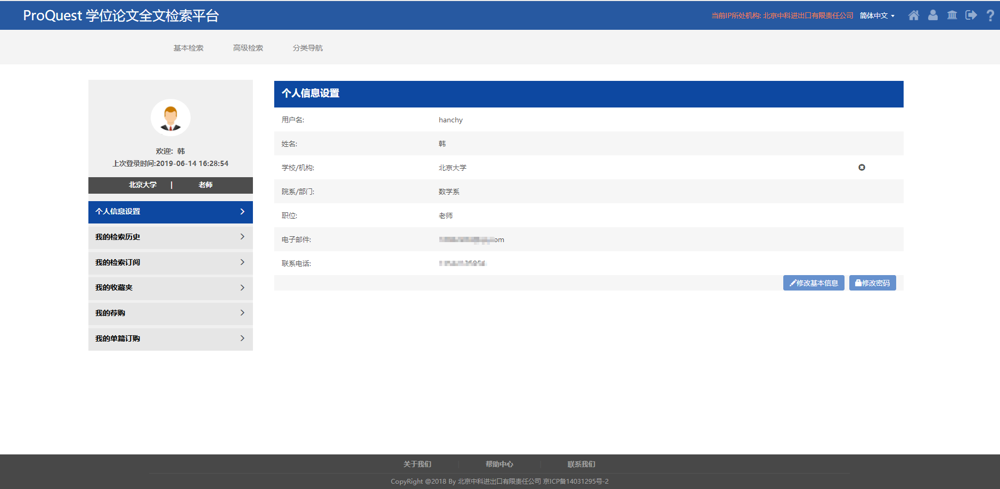 ProQuest 学位论文全文检索平台
当前IP所处机构: 北京中科进出口有限责任公司 简体中文
基本检索 高级检索 分类导航
欢迎: 韩
上次登录时间:2019-06-14 16:28:54
北京大学 | 老师
个人信息设置
我的检索历史
我的检索订阅
我的收藏夹
我的荐购
我的单篇订购
个人信息设置
用户名: hanchy
姓名: 韩
学校/机构: 北京大学
院系/部门: 数学系
职位: 老师
电子邮件:
联系电话:
修改基本信息 修改密码
关于我们 | 帮助中心 | 联系我们
CopyRight @2018 By 北京中科进出口有限责任公司 京ICP备14031295号-2